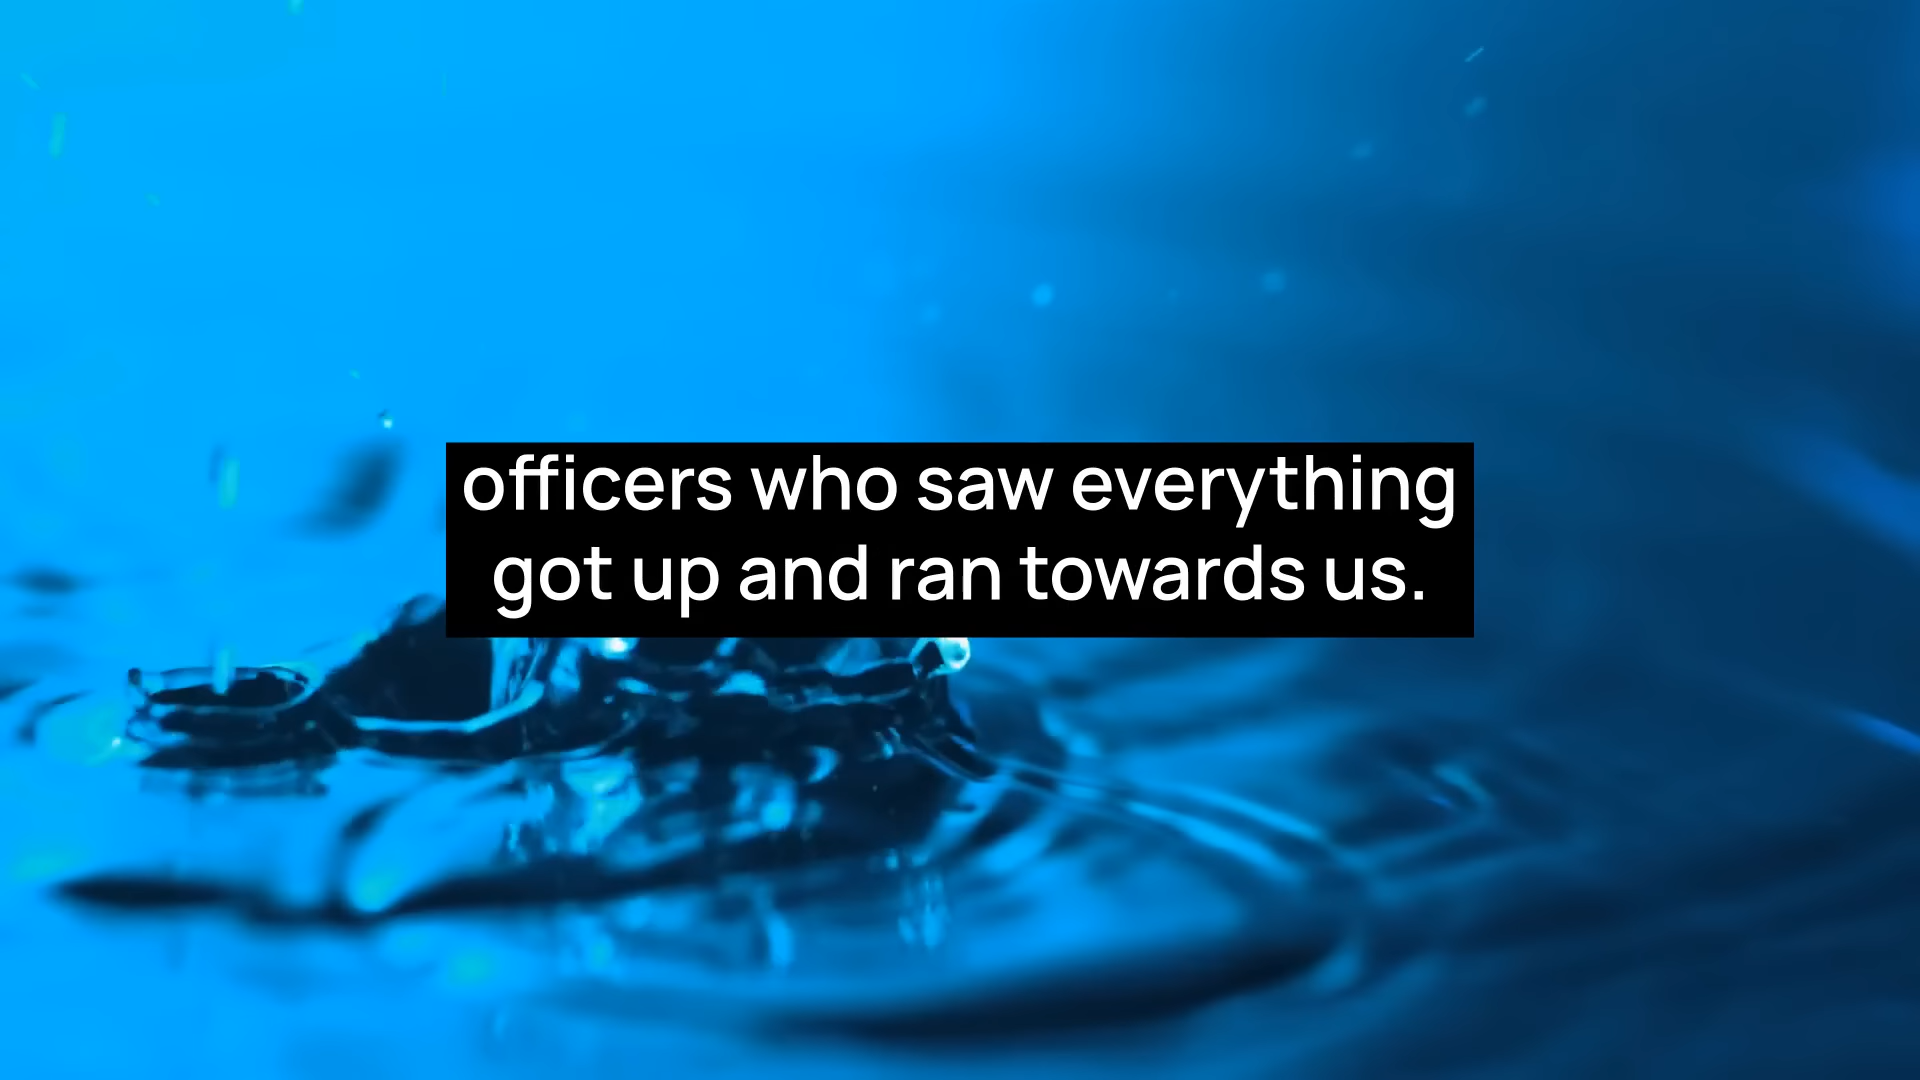 officers who saw everything
got up and ran towards us.